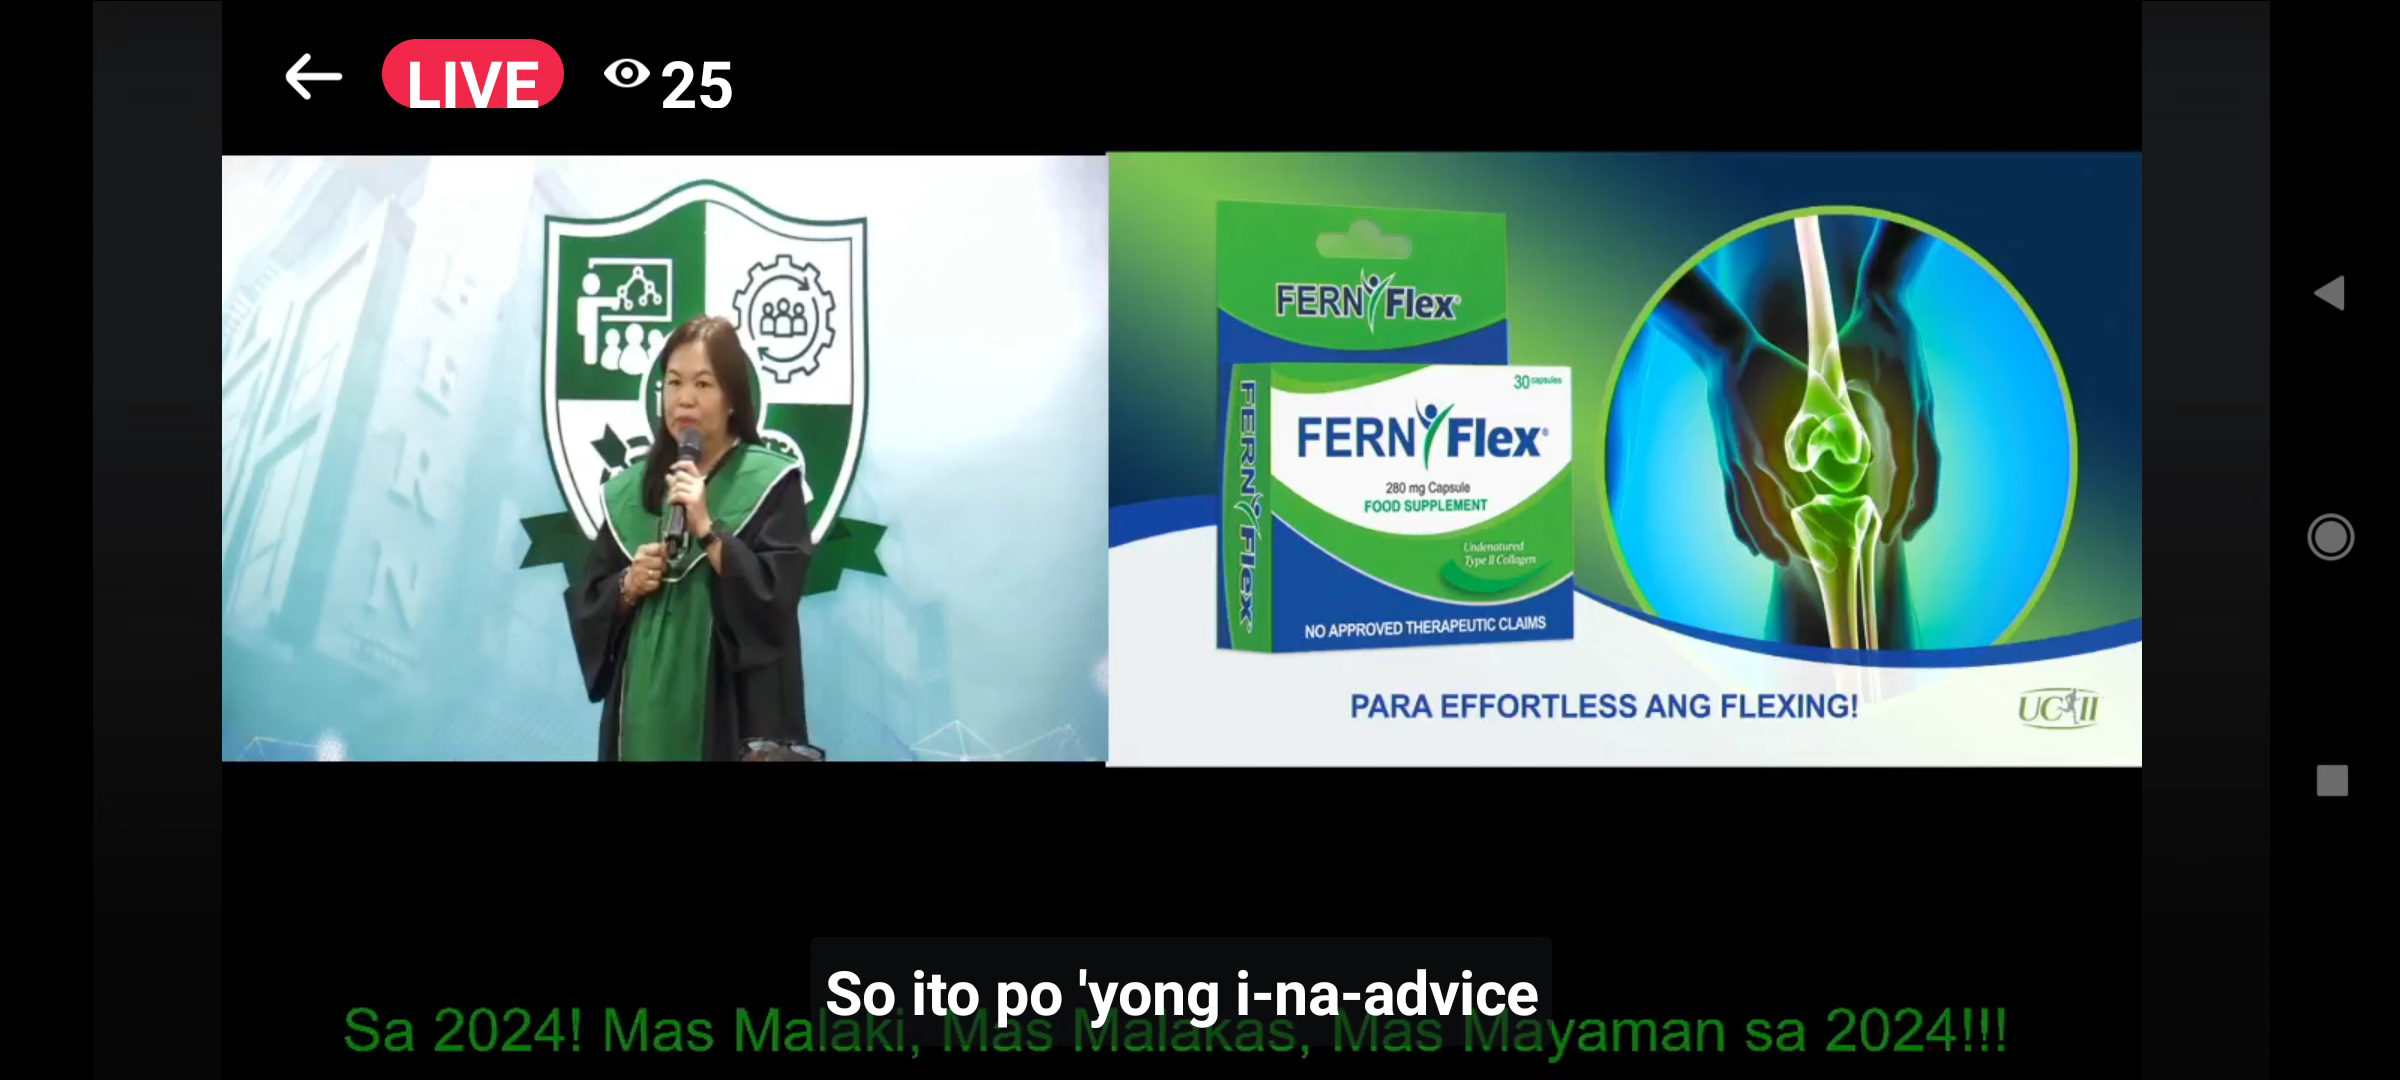 LIVE 25
FERN Flex®
30 capsules
FERN Flex®
280 mg Capsule
FOOD SUPPLEMENT
Undenatured
Type II Collagen
NO APPROVED THERAPEUTIC CLAIMS
FERN Flex®
PARA EFFORTLESS ANG FLEXING!
UC II
So ito po 'yong i-na-advice
Sa 2024! Mas Malaki, Mas Malakas, Mas Mayaman sa 2024!!!